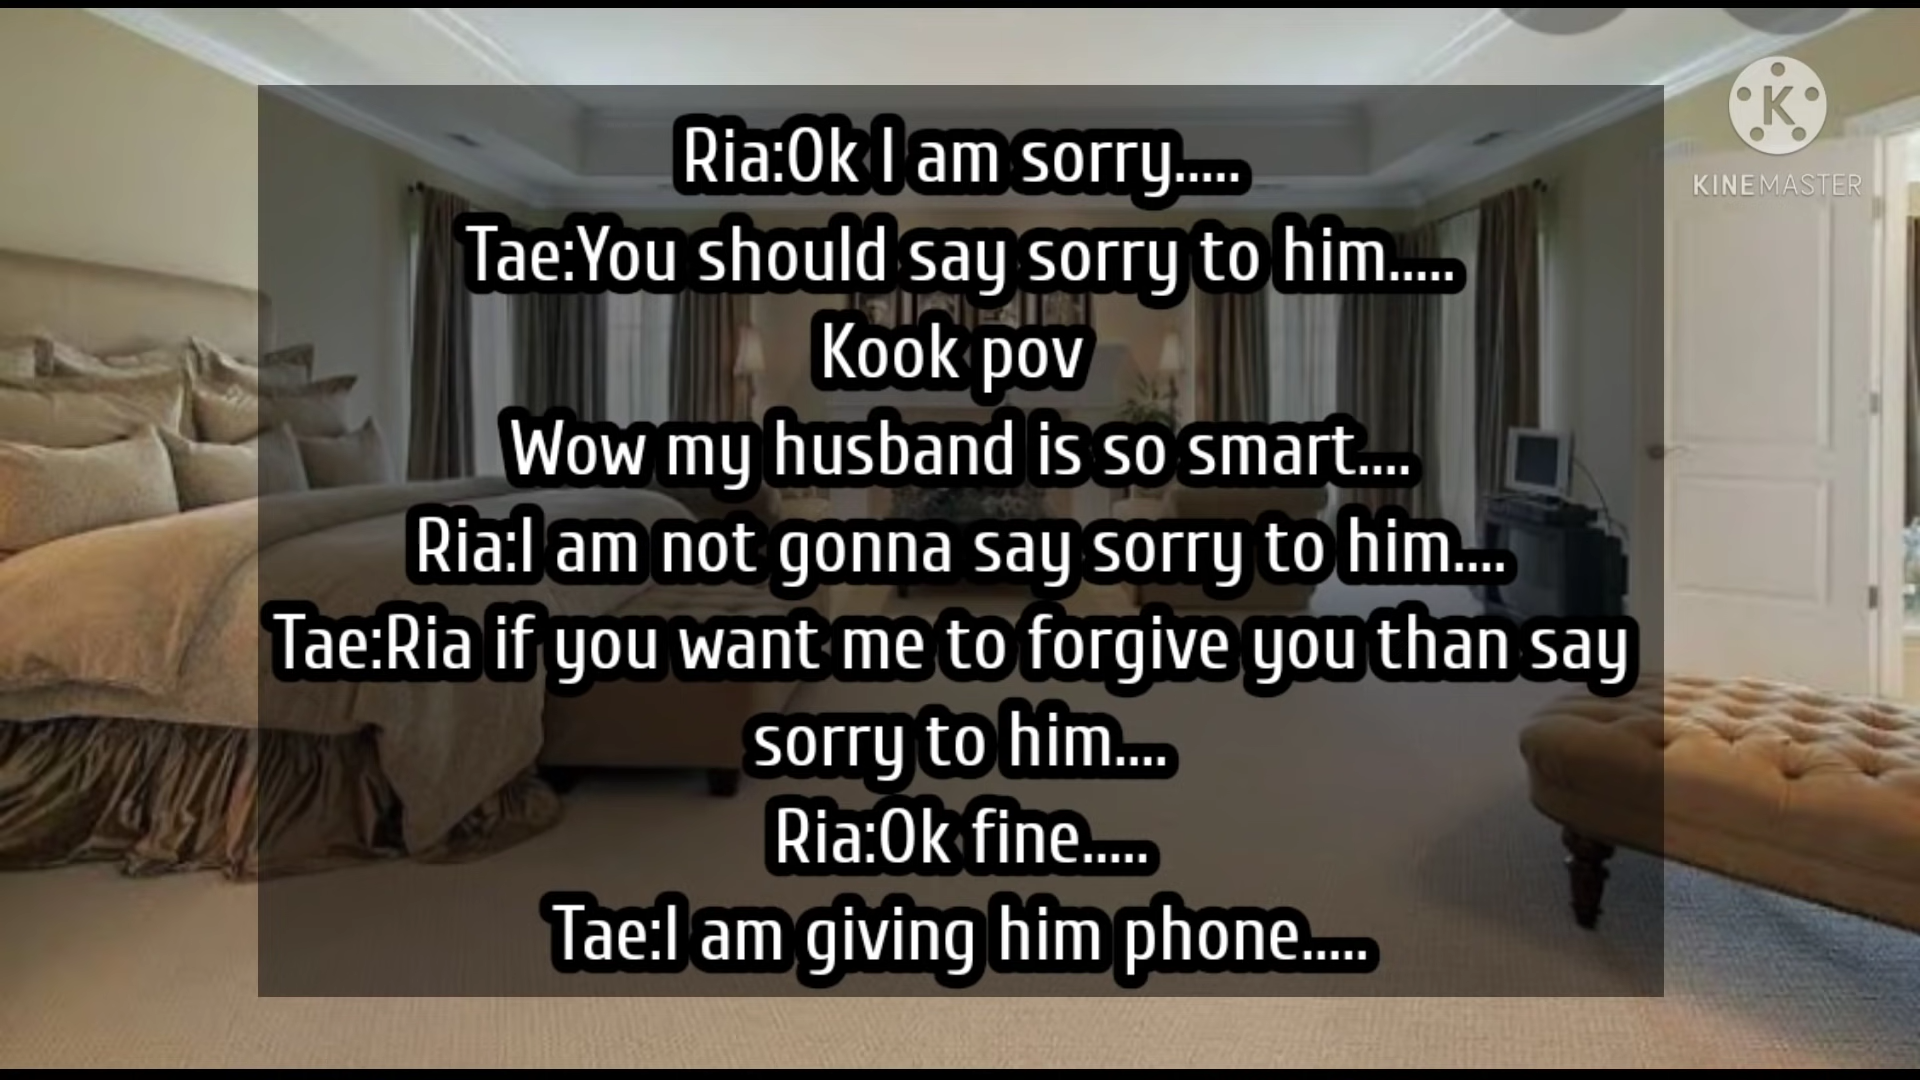 Ria:Ok I am sorry.....
Tae:You should say sorry to him.....
Kook pov
Wow my husband is so smart....
Ria:I am not gonna say sorry to him....
Tae:Ria if you want me to forgive you than say
sorry to him....
Ria:Ok fine.....
Tae:I am giving him phone.....
K
KINEMASTER